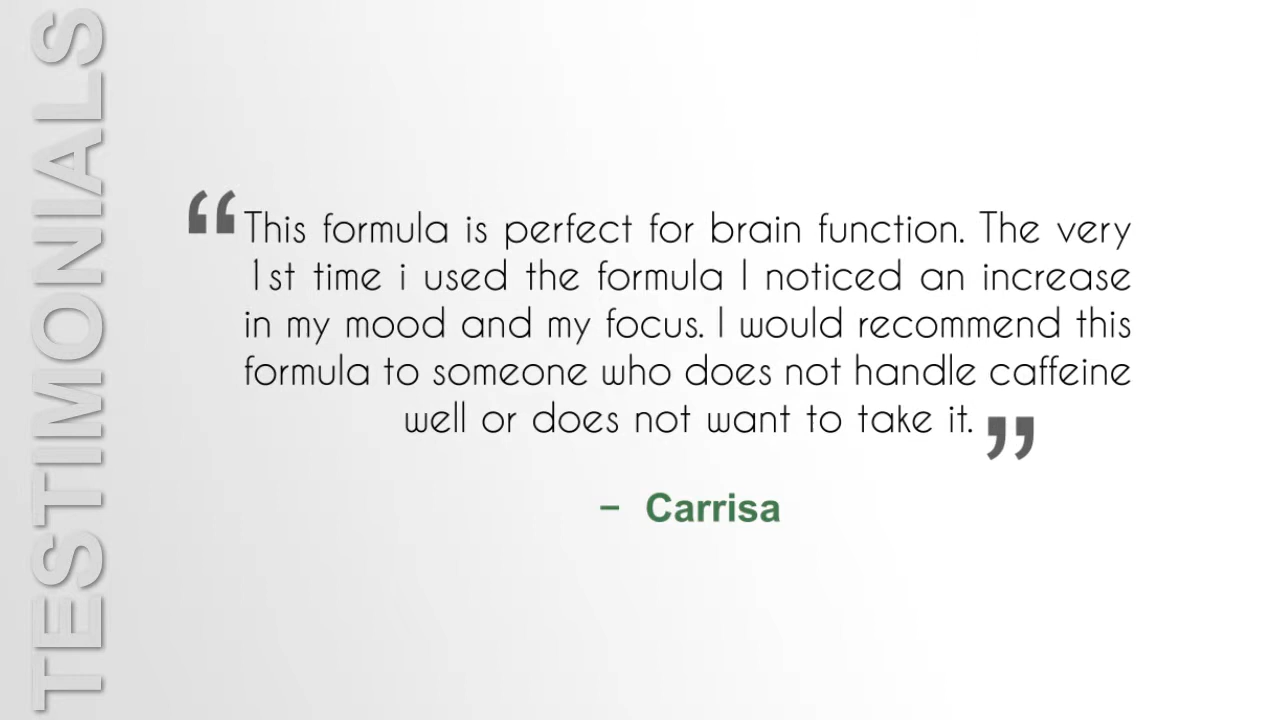 TESTIMONIALS
“This formula is perfect for brain function. The very
1st time i used the formula I noticed an increase
in my mood and my focus. I would recommend this
formula to someone who does not handle caffeine
well or does not want to take it.”
– Carrisa